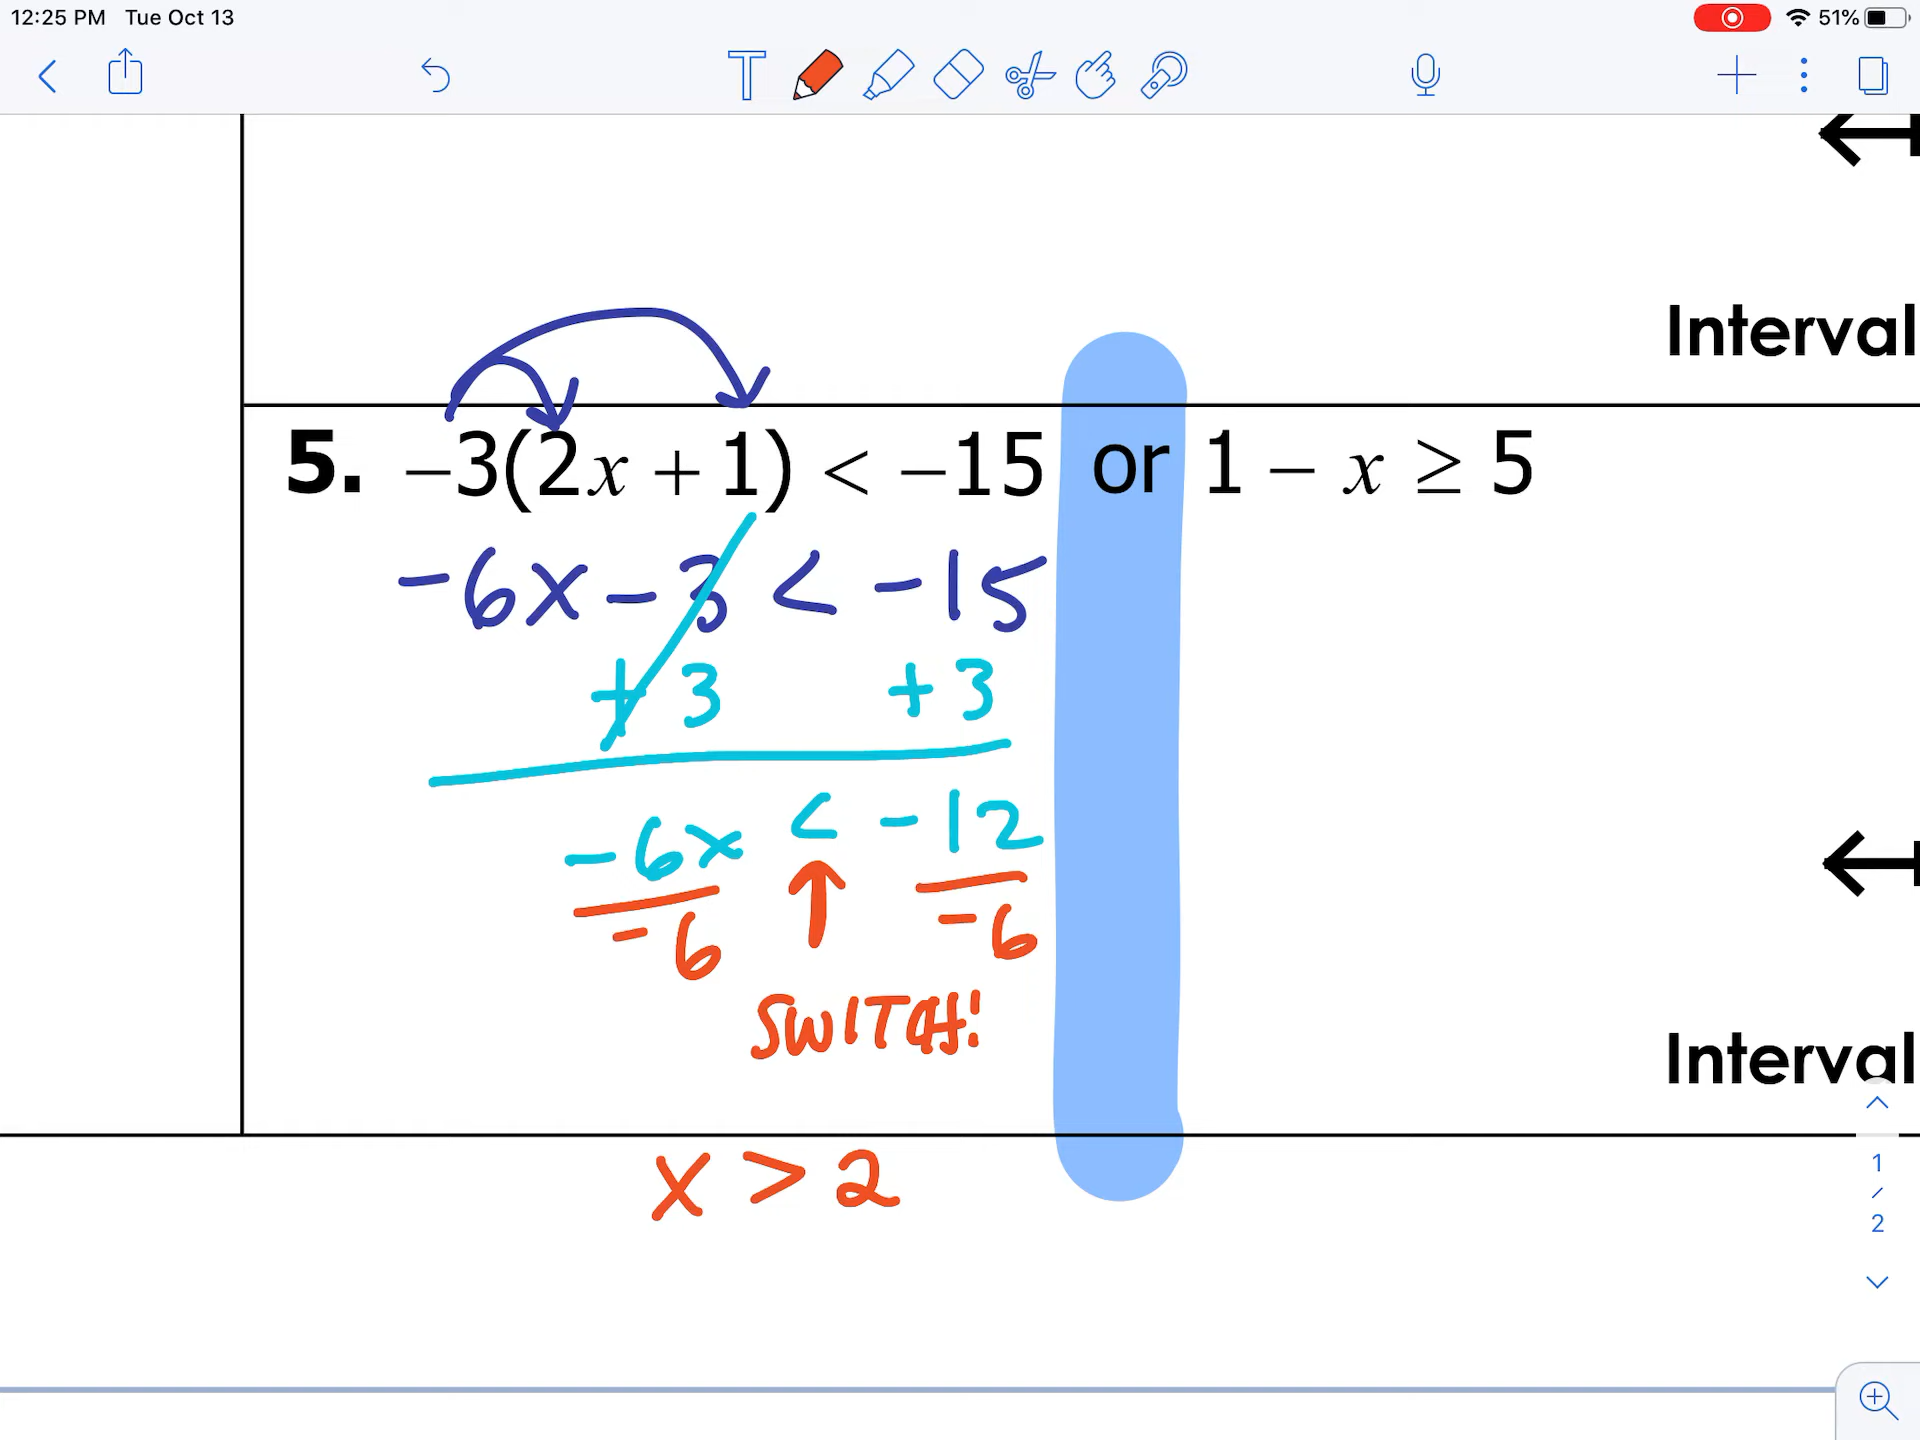 12:25 PM Tue Oct 13 51%
T
Interval
5. −3(2x + 1) < −15 or 1 − x ≥ 5
-6x - 3 < -15
+ 3 + 3
-6x < -12
-6 -6
SWITCH!
Interval
x > 2
1
/
2